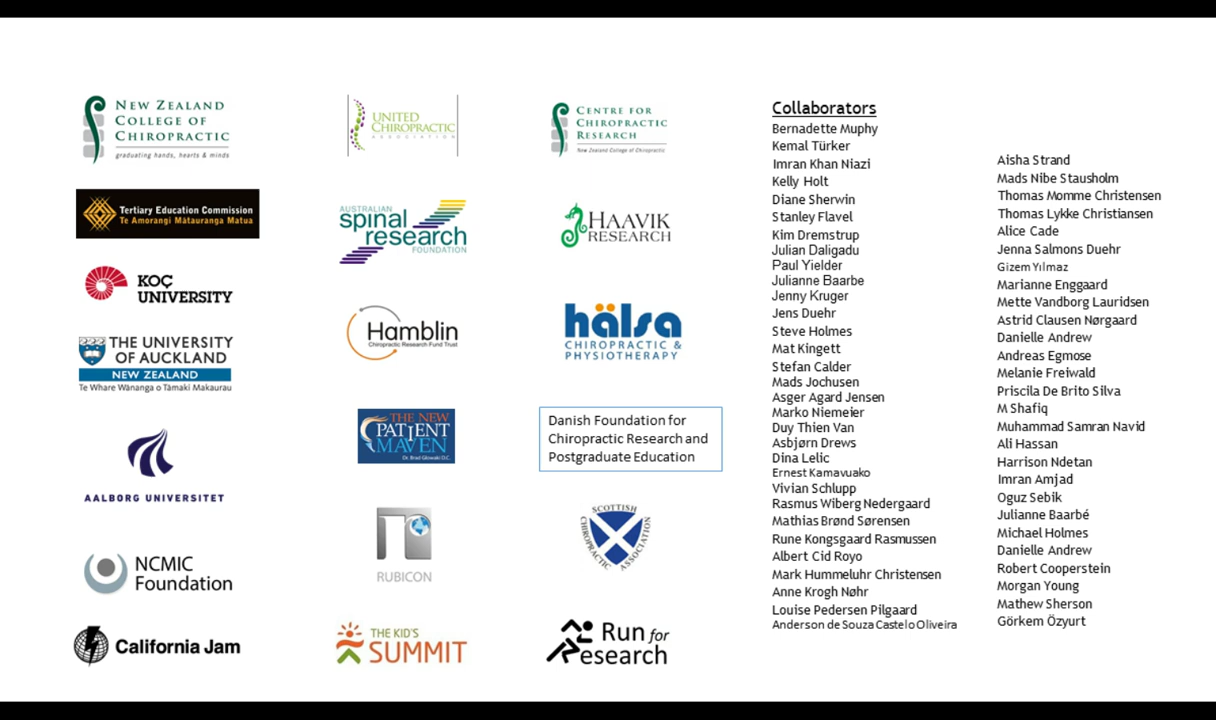 NEW ZEALAND
COLLEGE OF
CHIROPRACTIC
graduating hands, hearts & minds
Tertiary Education Commission
Te Amorangi Mātauranga Matua
KOÇ
UNIVERSITY
THE UNIVERSITY
OF AUCKLAND
NEW ZEALAND
Te Whare Wānanga o Tāmaki Makaurau
AALBORG UNIVERSITET
NCMIC
Foundation
California Jam
UNITED
CHIROPRACTIC
ASSOCIATION
AUSTRALIAN
spinal
research
FOUNDATION
Hamblin
Chiropractic Research Fund Trust
THE NEW
PATIENT
MAVEN
Dr. Brad Glowaki D.C.
RUBICON
THE KID'S
SUMMIT
CENTRE FOR
CHIROPRACTIC
RESEARCH
New Zealand College of Chiropractic
HAAVIK
RESEARCH
hälsa
CHIROPRACTIC &
PHYSIOTHERAPY
Danish Foundation for
Chiropractic Research and
Postgraduate Education
SCOTTISH
CHIROPRACTIC
ASSOCIATION
Run for
Research
Collaborators
Bernadette Muphy
Kemal Türker
Imran Khan Niazi
Kelly Holt
Diane Sherwin
Stanley Flavel
Kim Dremstrup
Julian Daligadu
Paul Yielder
Julianne Baarbe
Jenny Kruger
Jens Duehr
Steve Holmes
Mat Kingett
Stefan Calder
Mads Jochusen
Asger Agard Jensen
Marko Niemeier
Duy Thien Van
Asbjørn Drews
Dina Lelic
Ernest Kamavuako
Vivian Schlupp
Rasmus Wiberg Nedergaard
Mathias Brønd Sørensen
Rune Kongsgaard Rasmussen
Albert Cid Royo
Mark Hummeluhr Christensen
Anne Krogh Nøhr
Louise Pedersen Pilgaard
Anderson de Souza Castelo Oliveira
Aisha Strand
Mads Nibe Stausholm
Thomas Momme Christensen
Thomas Lykke Christiansen
Alice Cade
Jenna Salmons Duehr
Gizem Yılmaz
Marianne Enggaard
Mette Vandborg Lauridsen
Astrid Clausen Nørgaard
Danielle Andrew
Andreas Egmose
Melanie Freiwald
Priscila De Brito Silva
M Shafiq
Muhammad Samran Navid
Ali Hassan
Harrison Ndetan
Imran Amjad
Oguz Sebik
Julianne Baarbé
Michael Holmes
Danielle Andrew
Robert Cooperstein
Morgan Young
Mathew Sherson
Görkem Özyurt